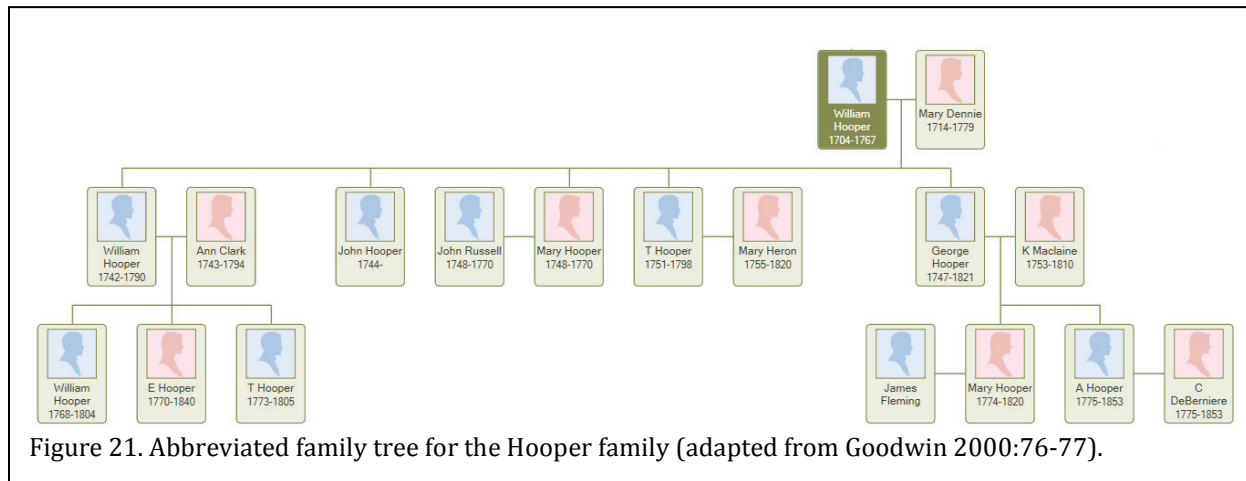 William
Hooper
1704-1767
Mary Dennie
1714-1779
William
Hooper
1742-1790
Ann Clark
1743-1794
John Hooper
1744-
John Russell
1748-1770
Mary Hooper
1748-1770
T Hooper
1751-1798
Mary Heron
1755-1820
George
Hooper
1747-1821
K Maclaine
1753-1810
William
Hooper
1768-1804
E Hooper
1770-1840
T Hooper
1773-1805
James
Fleming
Mary Hooper
1774-1820
A Hooper
1775-1853
C
DeBerniere
1775-1853
Figure 21. Abbreviated family tree for the Hooper family (adapted from Goodwin 2000:76-77).